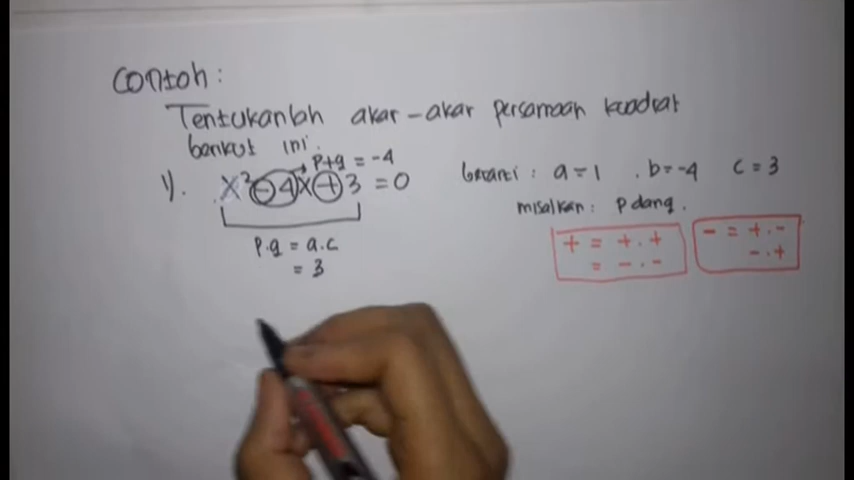 Contoh :
Tentukanlah akar - akar persamaan kuadrat
berikut ini.
p+q = -4
1). x² - 4x + 3 = 0
berarti : a = 1 . b = -4 c = 3
misalkan : p dan q .
p.q = a.c
= 3
+ = + . +
= - . -
- = + . -
- . +